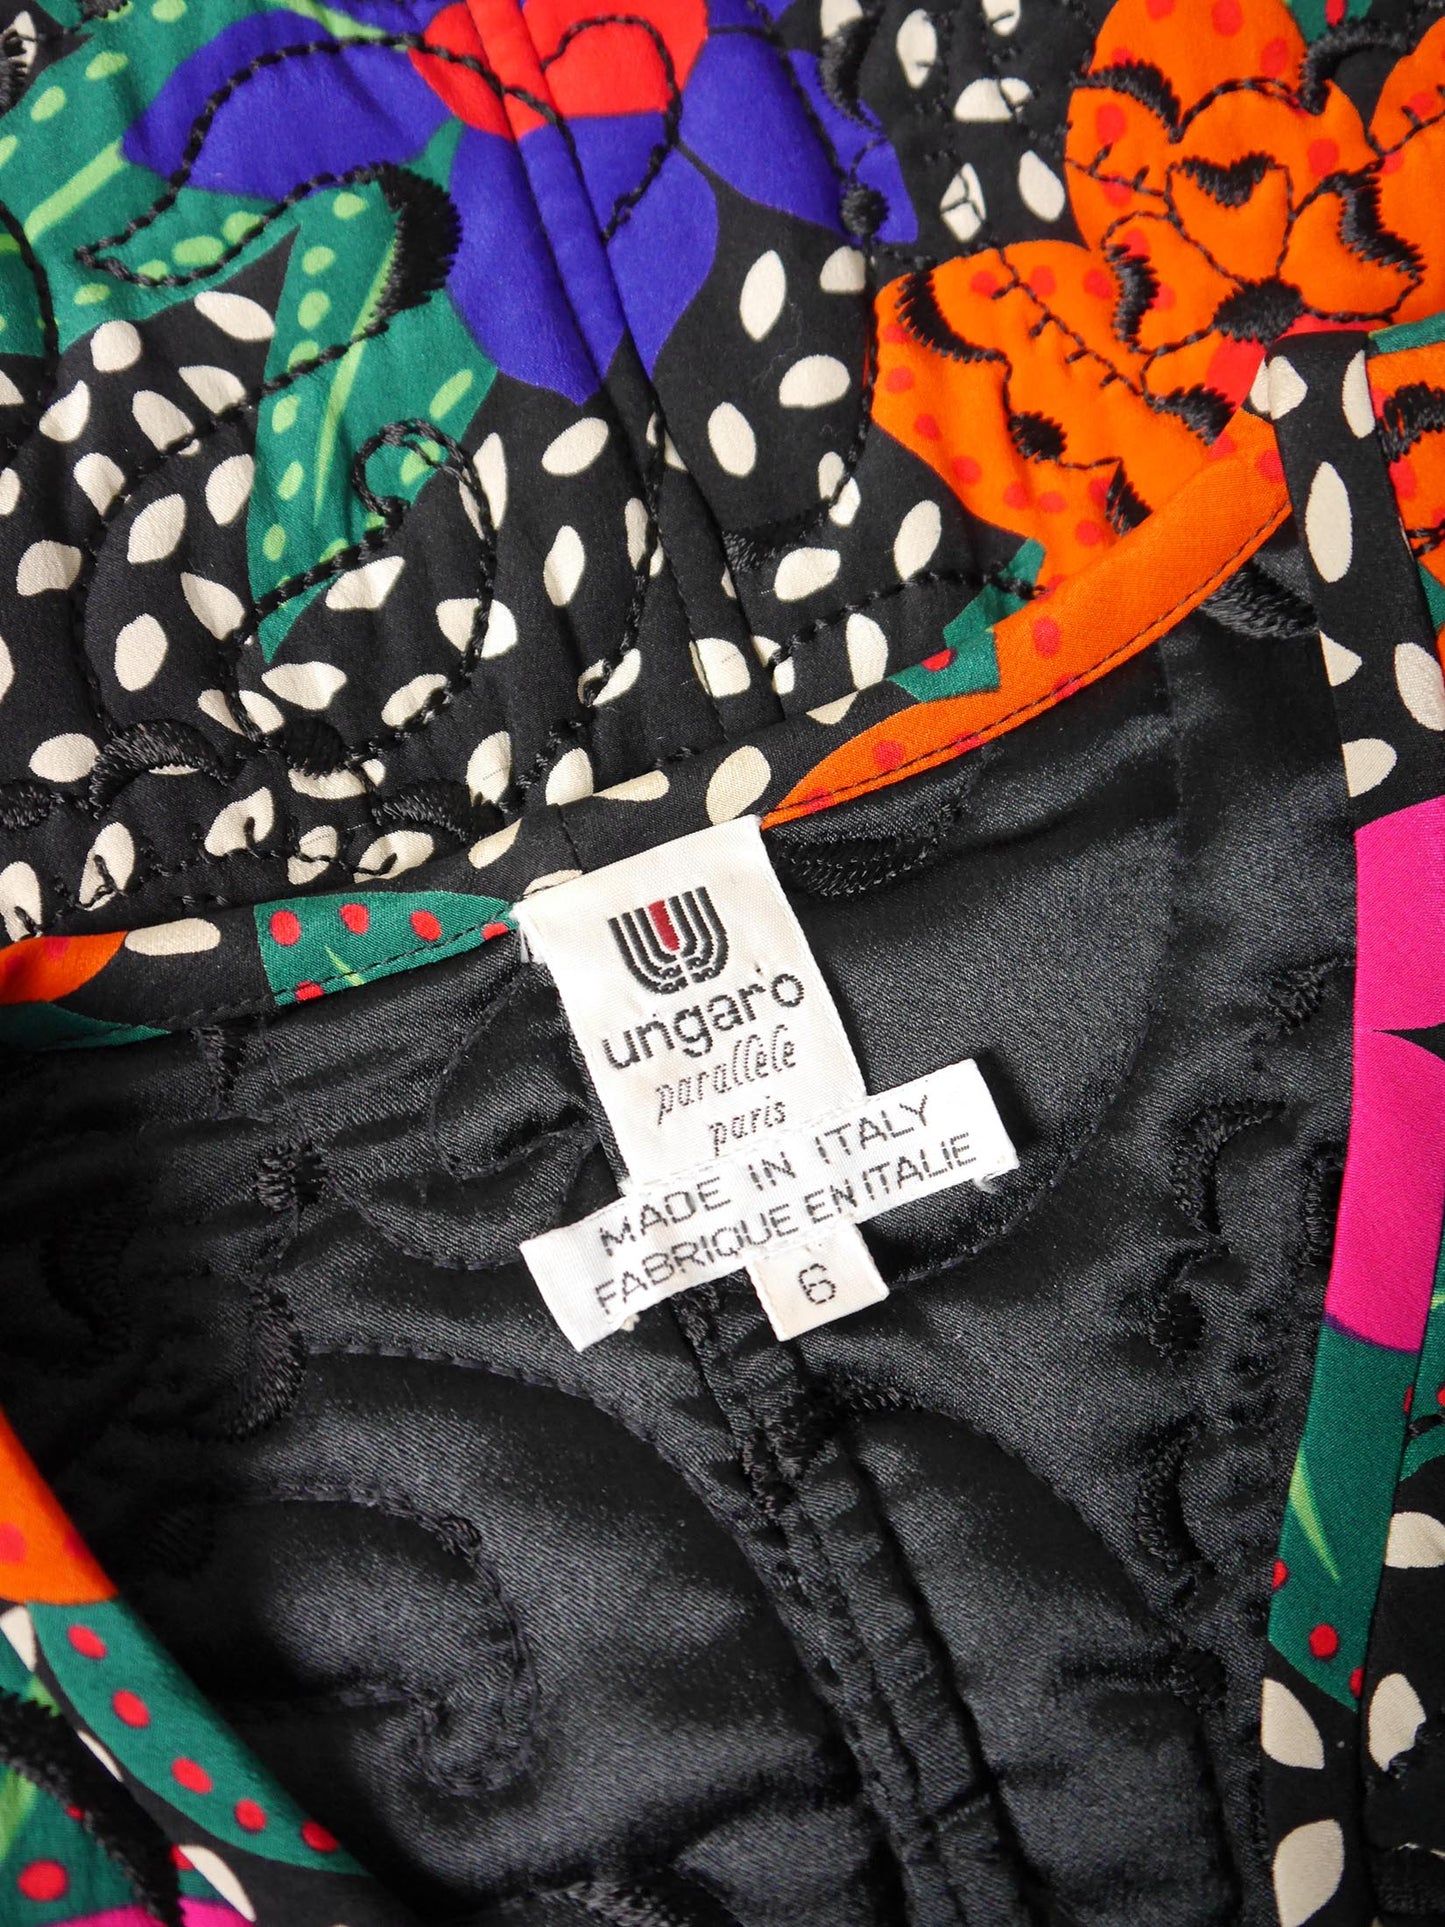 ungaro
parallèle
paris
MADE IN ITALY
FABRIQUE EN ITALIE
6